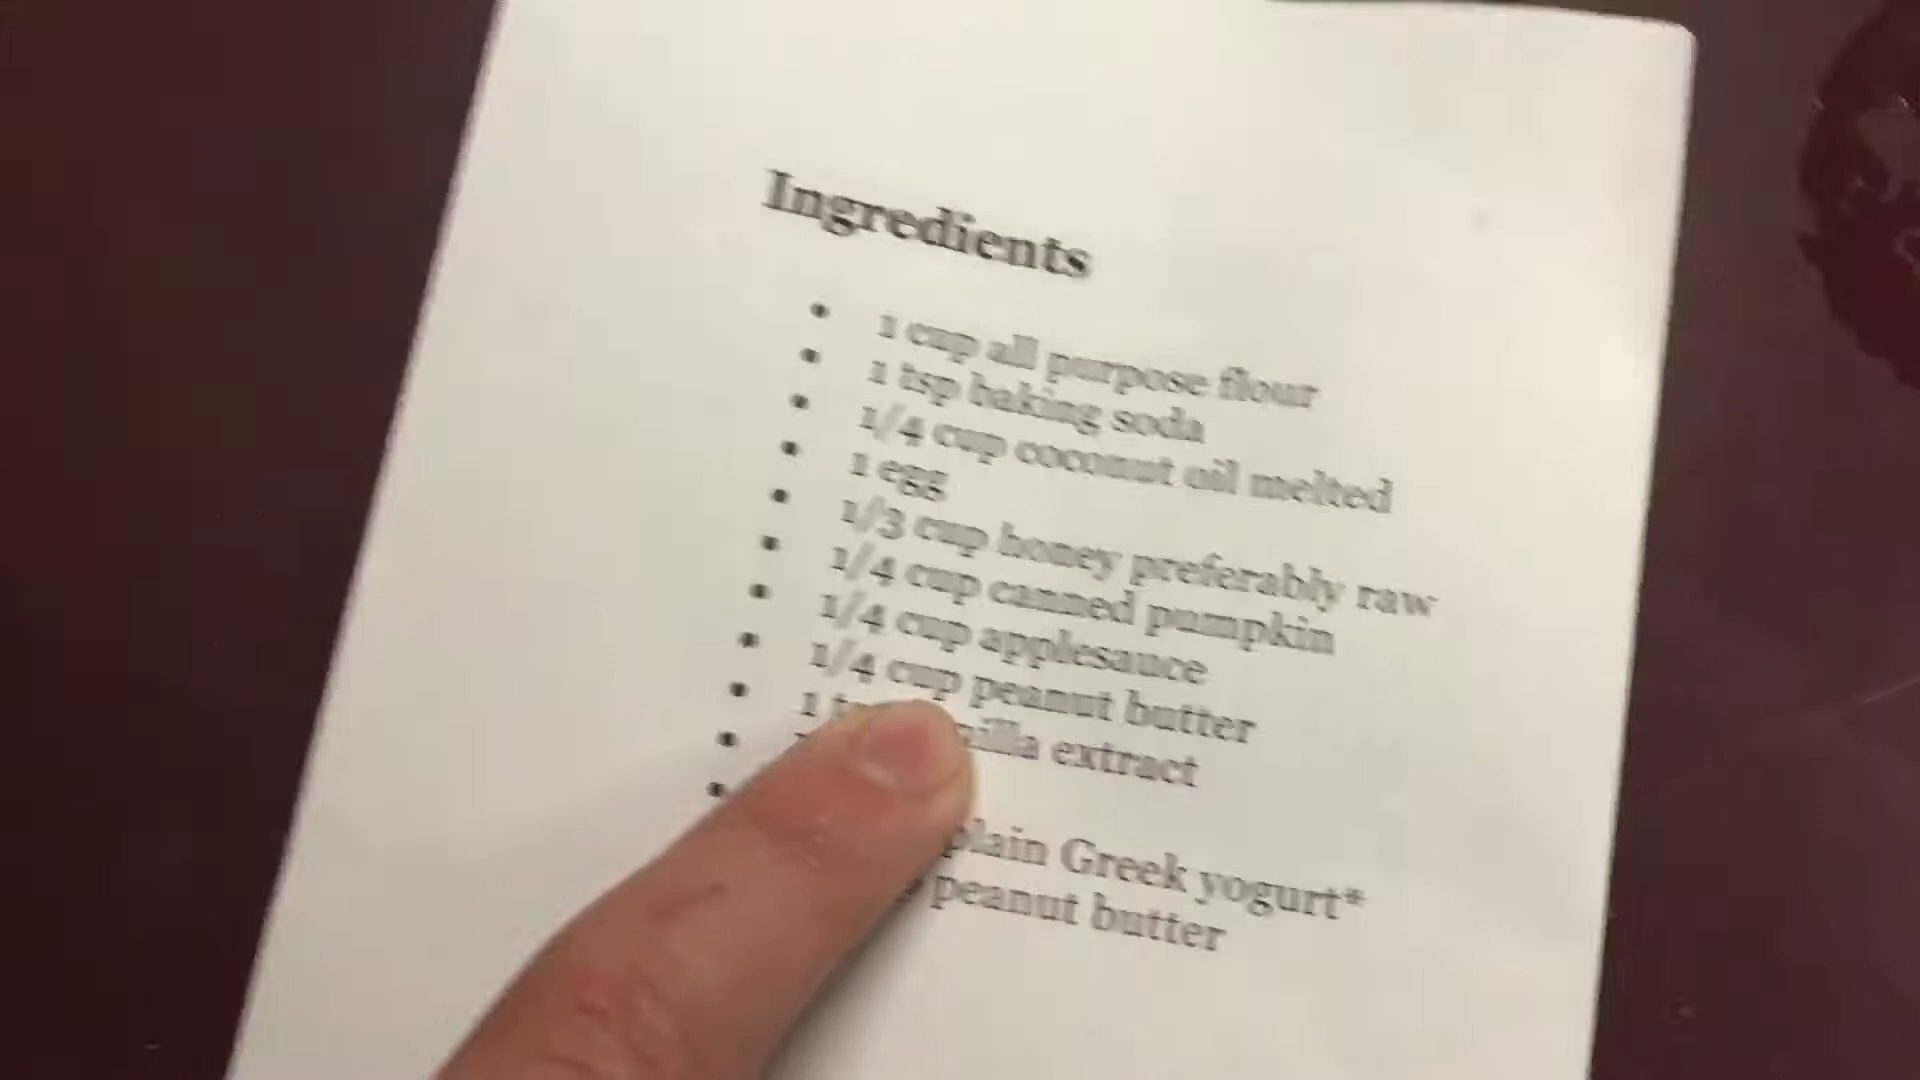 Ingredients
1 cup all purpose flour
1 tsp baking soda
1/4 cup coconut oil melted
1 egg
1/3 cup honey preferably raw
1/4 cup canned pumpkin
1/4 cup applesauce
1/4 cup peanut butter
1 extract
plain Greek yogurt*
peanut butter